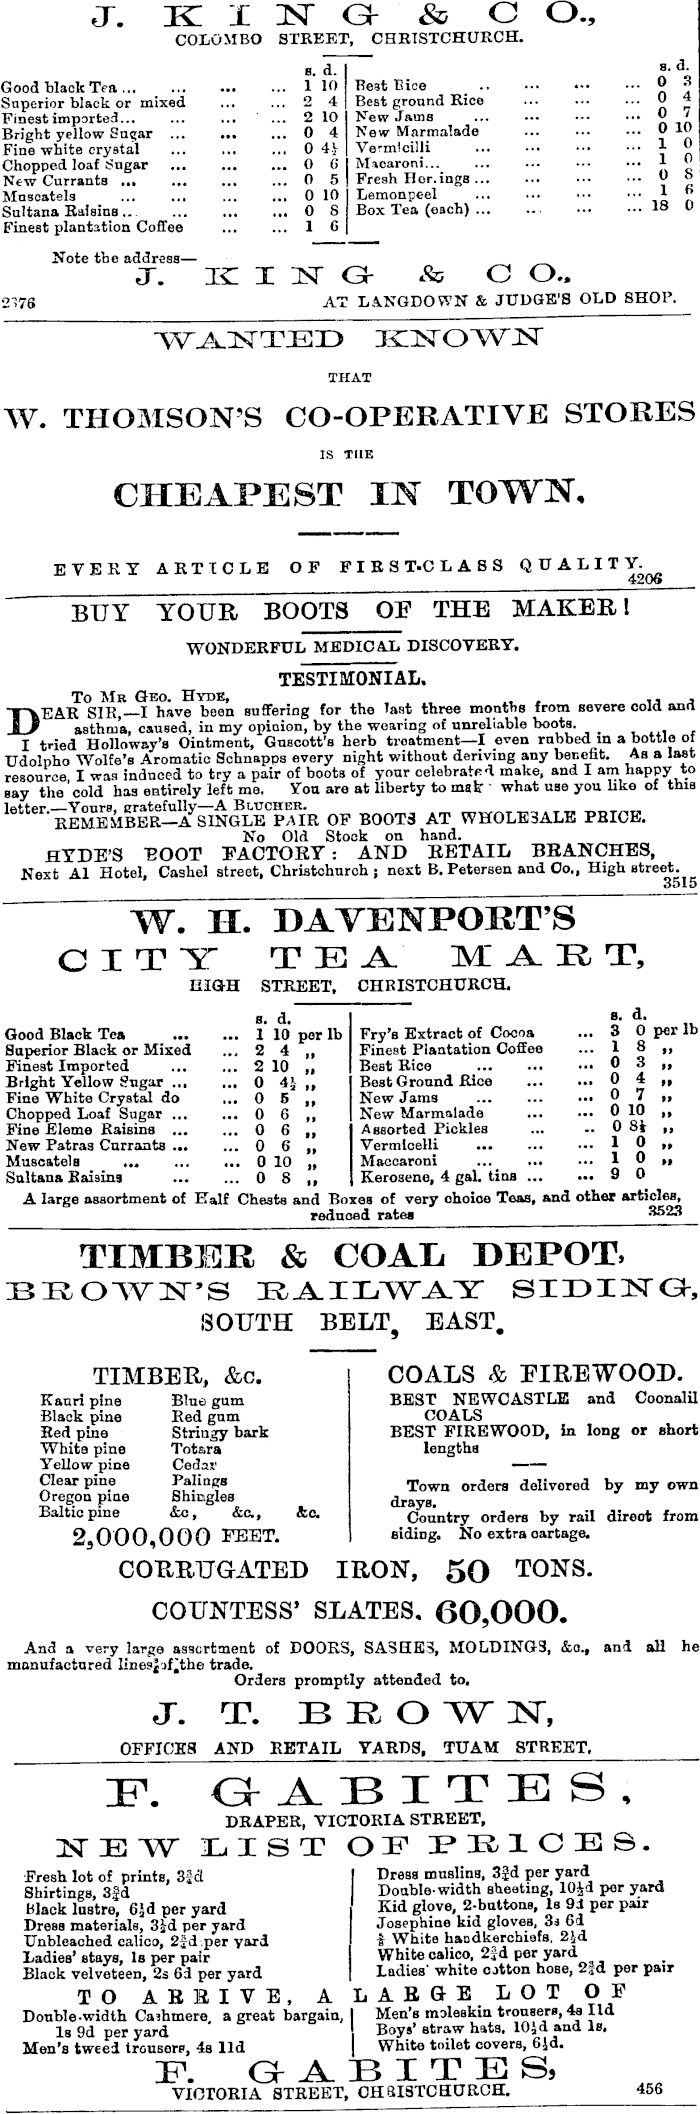 J. KING & CO.,
COLOMBO STREET, CHRISTCHURCH.
s. d.
Good black Tea ... ... ... ... 1 10
Superior black or mixed ... ... 2 4
Finest imported... ... ... ... 2 10
Bright yellow Sugar ... ... ... 0 4
Fine white crystal ... ... ... 0 4½
Chopped loaf Sugar ... ... ... 0 6
New Currants ... ... ... ... 0 5
Muscatels ... ... ... ... 0 10
Sultana Raisins ... ... ... ... 0 8
Finest plantation Coffee ... ... 1 6
s. d.
Best Rice ... ... ... ... 0 3
Best ground Rice ... ... ... 0 4
New Jams ... ... ... ... 0 7
New Marmalade ... ... ... 0 10
Vermicilli ... ... ... ... 1 0
Macaroni... ... ... ... ... 1 0
Fresh Herrings ... ... ... ... 0 8
Lemonpeel ... ... ... ... 1 6
Box Tea (each) ... ... ... ... 18 0
Note the address—
J. KING & CO.,
2376 AT LANGDOWN & JUDGE'S OLD SHOP.
WANTED KNOWN
THAT
W. THOMSON'S CO-OPERATIVE STORES
IS THE
CHEAPEST IN TOWN.
EVERY ARTICLE OF FIRST-CLASS QUALITY.
4206
BUY YOUR BOOTS OF THE MAKER!
WONDERFUL MEDICAL DISCOVERY.
TESTIMONIAL.
To MR GEO. HYDE,
DEAR SIR,—I have been suffering for the last three months from severe cold and
asthma, caused, in my opinion, by the wearing of unreliable boots.
I tried Holloway's Ointment, Guscott's herb treatment—I even rubbed in a bottle of
Udolpho Wolfe's Aromatic Schnapps every night without deriving any benefit. As a last
resource, I was induced to try a pair of boots of your celebrated make, and I am happy to
say the cold has entirely left me. You are at liberty to make what use you like of this
letter.—Yours, gratefully—A BLUCHER.
REMEMBER—A SINGLE PAIR OF BOOTS AT WHOLESALE PRICE.
No Old Stock on hand.
HYDE'S BOOT FACTORY: AND RETAIL BRANCHES,
Next A1 Hotel, Cashel street, Christchurch; next B. Petersen and Co., High street.
3515
W. H. DAVENPORT'S
CITY TEA MART,
HIGH STREET, CHRISTCHURCH.
s. d.
Good Black Tea ... ... 1 10 per lb
Superior Black or Mixed ... 2 4 „
Finest Imported ... ... 2 10 „
Bright Yellow Sugar ... ... 0 4½ „
Fine White Crystal do ... 0 5 „
Chopped Loaf Sugar ... ... 0 6 „
Fine Eleme Raisins ... ... 0 6 „
New Patras Currants ... ... 0 6 „
Muscatels ... ... ... 0 10 „
Sultana Raisins ... ... 0 8 „
s. d.
Fry's Extract of Cocoa ... 3 0 per lb
Finest Plantation Coffee ... 1 8 „
Best Rice ... ... ... 0 3 „
Best Ground Rice ... ... 0 4 „
New Jams ... ... ... 0 7 „
New Marmalade ... ... 0 10 „
Assorted Pickles ... .. 0 8½ „
Vermicelli ... ... ... 1 0 „
Maccaroni ... ... ... 1 0 „
Kerosene, 4 gal. tins ... ... 9 0
A large assortment of Half Chests and Boxes of very choice Teas, and other articles,
reduced rates 3523
TIMBER & COAL DEPOT,
BROWN'S RAILWAY SIDING,
SOUTH BELT, EAST.
TIMBER, &c.
Kauri pine Blue gum
Black pine Red gum
Red pine Stringy bark
White pine Totara
Yellow pine Cedar
Clear pine Palings
Oregon pine Shingles
Baltic pine &c, &c., &c.
2,000,000 FEET.
COALS & FIREWOOD.
BEST NEWCASTLE and Coonalil
COALS
BEST FIREWOOD, in long or short
lengths
Town orders delivered by my own
drays.
Country orders by rail direct from
siding. No extra cartage.
CORRUGATED IRON, 50 TONS.
COUNTESS' SLATES. 60,000.
And a very large assortment of DOORS, SASHES, MOLDINGS, &c., and all he
manufactured lines of the trade.
Orders promptly attended to.
J. T. BROWN,
OFFICES AND RETAIL YARDS, TUAM STREET.
F. GABITES,
DRAPER, VICTORIA STREET,
NEW LIST OF PRICES.
Fresh lot of prints, 3¾d
Shirtings, 3¾d
Black lustre, 6½d per yard
Dress materials, 3½d per yard
Unbleached calico, 2¾d per yard
Ladies' stays, 1s per pair
Black velveteen, 2s 6d per yard
Dress muslins, 3¾d per yard
Double-width sheeting, 10½d per yard
Kid glove, 2-buttons, 1s 9d per pair
Josephine kid gloves, 3s 6d
White handkerchiefs, 2½d
White calico, 2¾d per yard
Ladies' white cotton hose, 2¾d per pair
TO ARRIVE, A LARGE LOT OF
Double-width Cashmere, a great bargain,
1s 9d per yard
Men's tweed trousers, 4s 11d
Men's moleskin trousers, 4s 11d
Boys' straw hats, 10½d and 1s.
White toilet covers, 6½d.
F. GABITES,
VICTORIA STREET, CHRISTCHURCH. 456